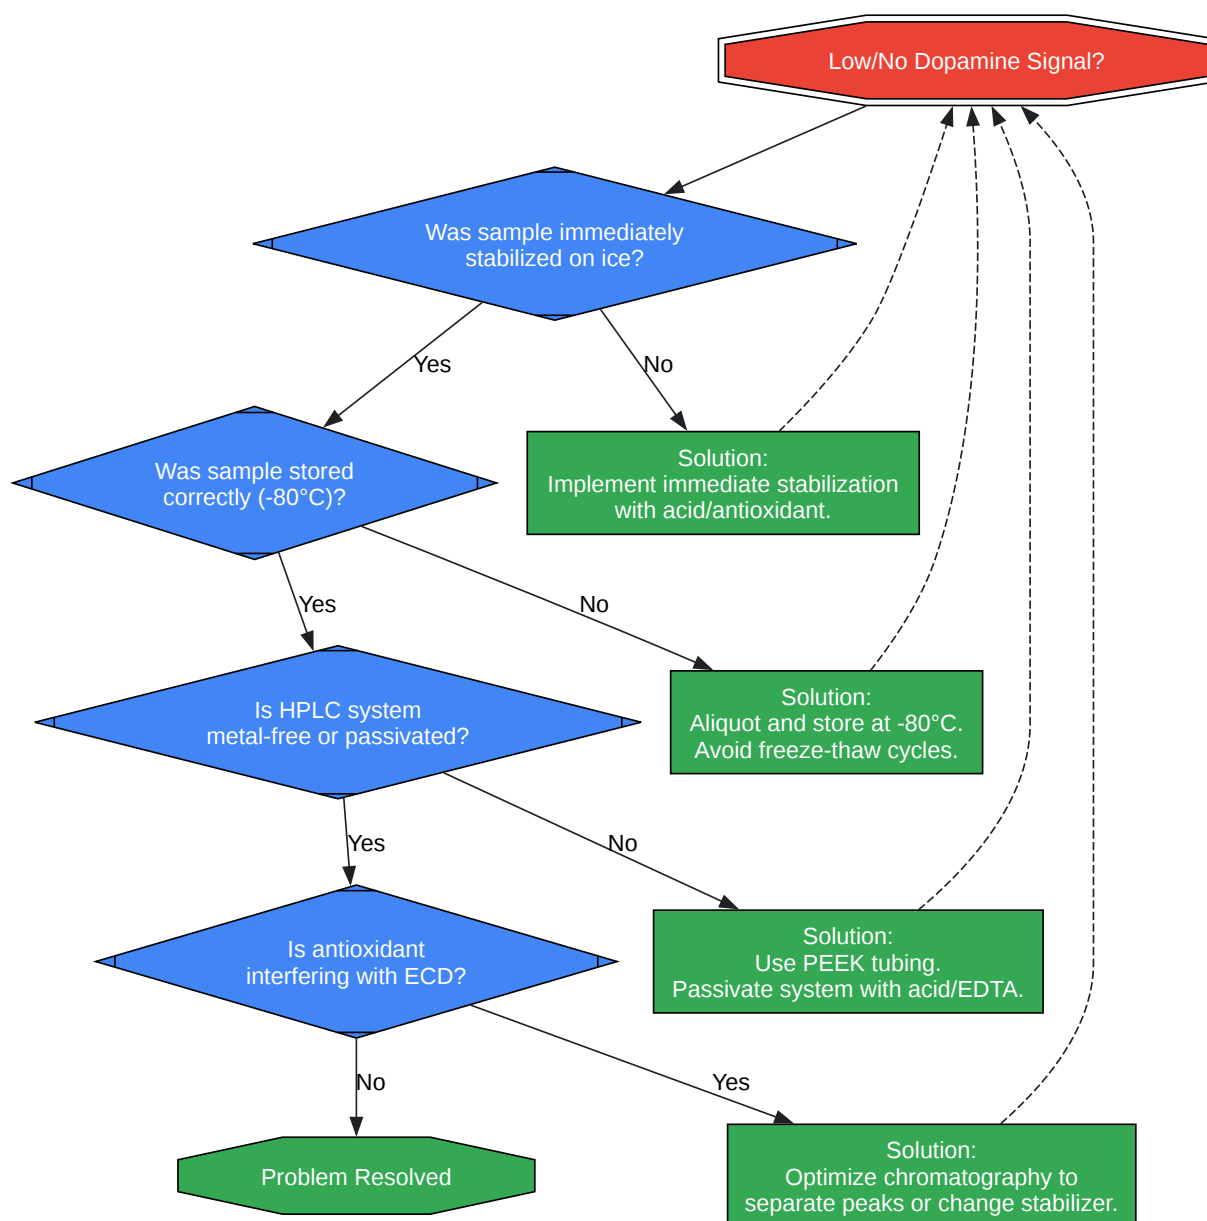 Low/No Dopamine Signal?
Was sample immediately
stabilized on ice?
Yes
No
Was sample stored
correctly (-80°C)?
Solution:
Implement immediate stabilization
with acid/antioxidant.
Yes
No
Is HPLC system
metal-free or passivated?
Solution:
Aliquot and store at -80°C.
Avoid freeze-thaw cycles.
Yes
No
Is antioxidant
interfering with ECD?
Solution:
Use PEEK tubing.
Passivate system with acid/EDTA.
No
Yes
Problem Resolved
Solution:
Optimize chromatography to
separate peaks or change stabilizer.